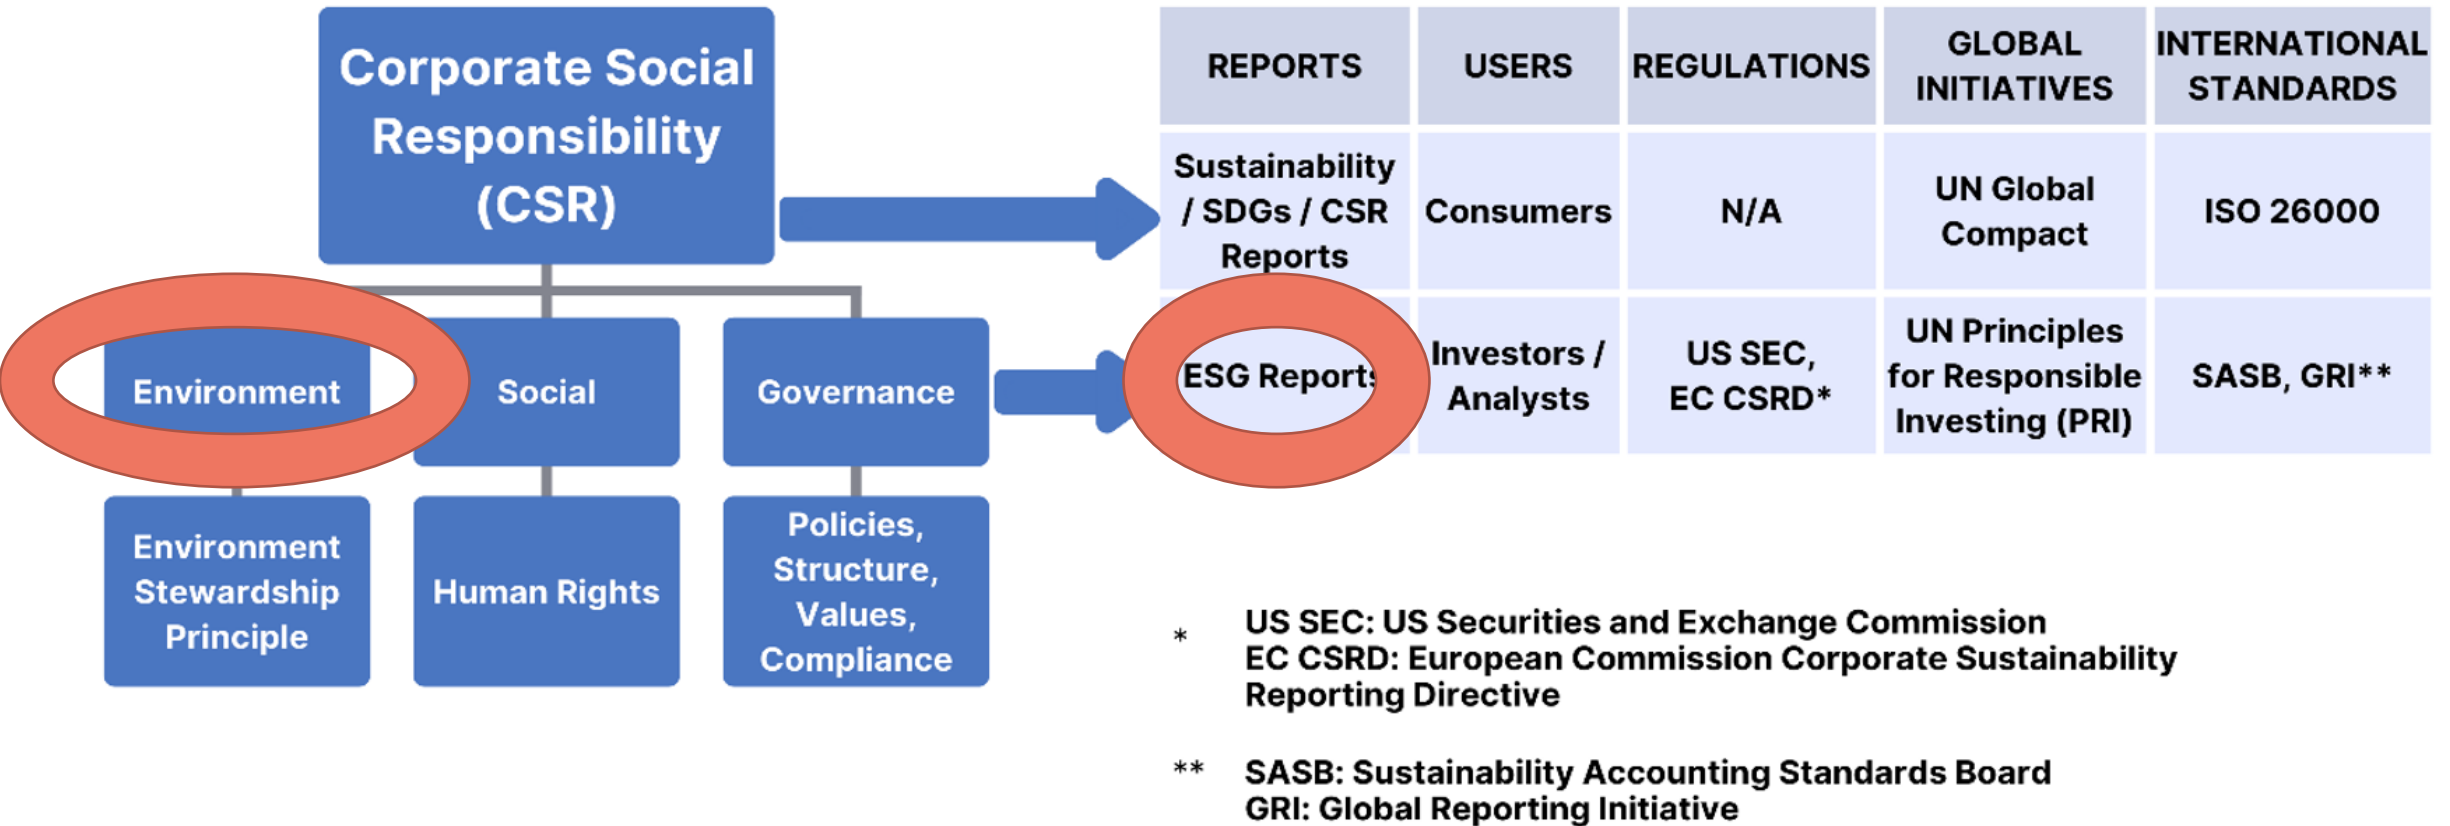 Corporate Social
Responsibility
(CSR)
Environment
Social
Governance
Environment
Stewardship
Principle
Human Rights
Policies,
Structure,
Values,
Compliance
REPORTS
USERS
REGULATIONS
GLOBAL
INITIATIVES
INTERNATIONAL
STANDARDS
Sustainability
/ SDGs / CSR
Reports
Consumers
N/A
UN Global
Compact
ISO 26000
ESG Reports
Investors /
Analysts
US SEC,
EC CSRD*
UN Principles
for Responsible
Investing (PRI)
SASB, GRI**
* US SEC: US Securities and Exchange Commission
EC CSRD: European Commission Corporate Sustainability
Reporting Directive
** SASB: Sustainability Accounting Standards Board
GRI: Global Reporting Initiative